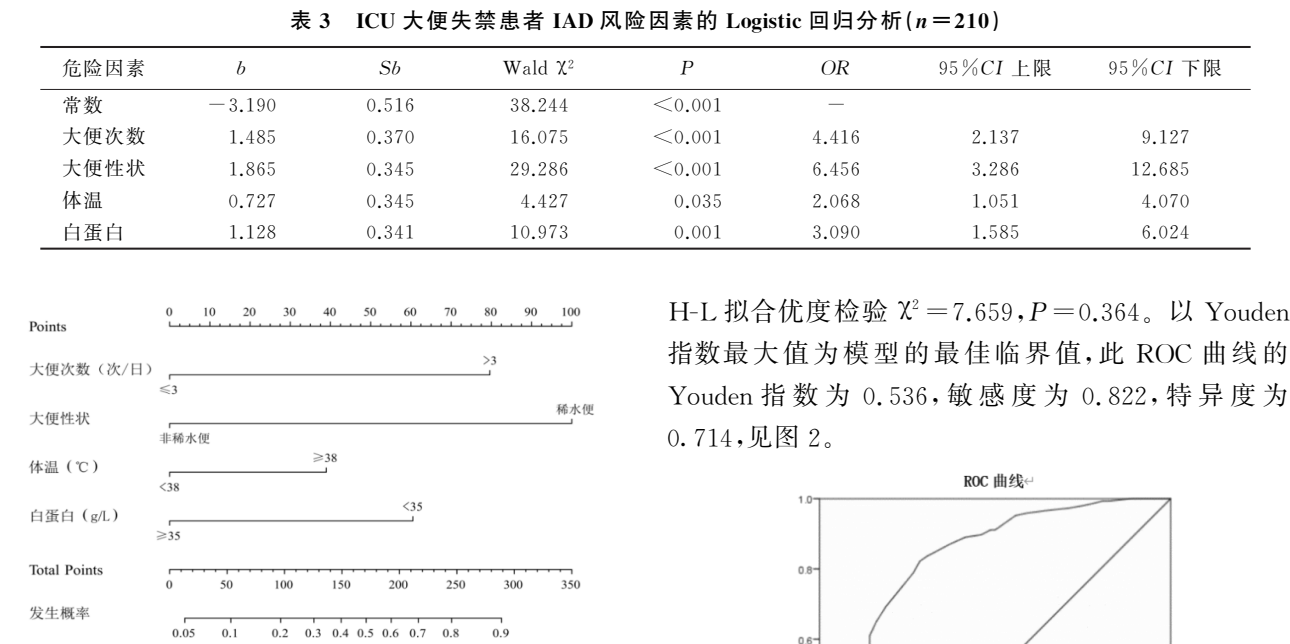 表 3 ICU 大便失禁患者 IAD 风险因素的 Logistic 回归分析(n=210)
危险因素 b Sb Wald χ² P OR 95%CI 上限 95%CI 下限
常数 −3.190 0.516 38.244 <0.001 —
大便次数 1.485 0.370 16.075 <0.001 4.416 2.137 9.127
大便性状 1.865 0.345 29.286 <0.001 6.456 3.286 12.685
体温 0.727 0.345 4.427 0.035 2.068 1.051 4.070
白蛋白 1.128 0.341 10.973 0.001 3.090 1.585 6.024
0 10 20 30 40 50 60 70 80 90 100
Points
>3
大便次数（次/日）
≤3
稀水便
大便性状
非稀水便
≥38
体温（℃）
<38
<35
白蛋白（g/L）
≥35
Total Points
0 50 100 150 200 250 300 350
发生概率
0.05 0.1 0.2 0.3 0.4 0.5 0.6 0.7 0.8 0.9
H-L 拟合优度检验 χ²=7.659,P=0.364。以 Youden
指数最大值为模型的最佳临界值,此 ROC 曲线的
Youden 指数为 0.536,敏感度为 0.822,特异度为
0.714,见图 2。
ROC 曲线↵
1.0
0.8
0.6